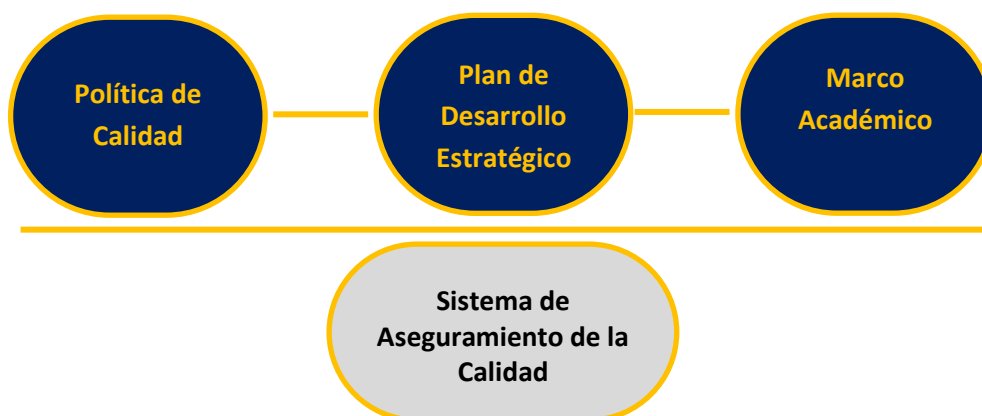 Política de
Calidad
Plan de
Desarrollo
Estratégico
Marco
Académico
Sistema de
Aseguramiento de la
Calidad